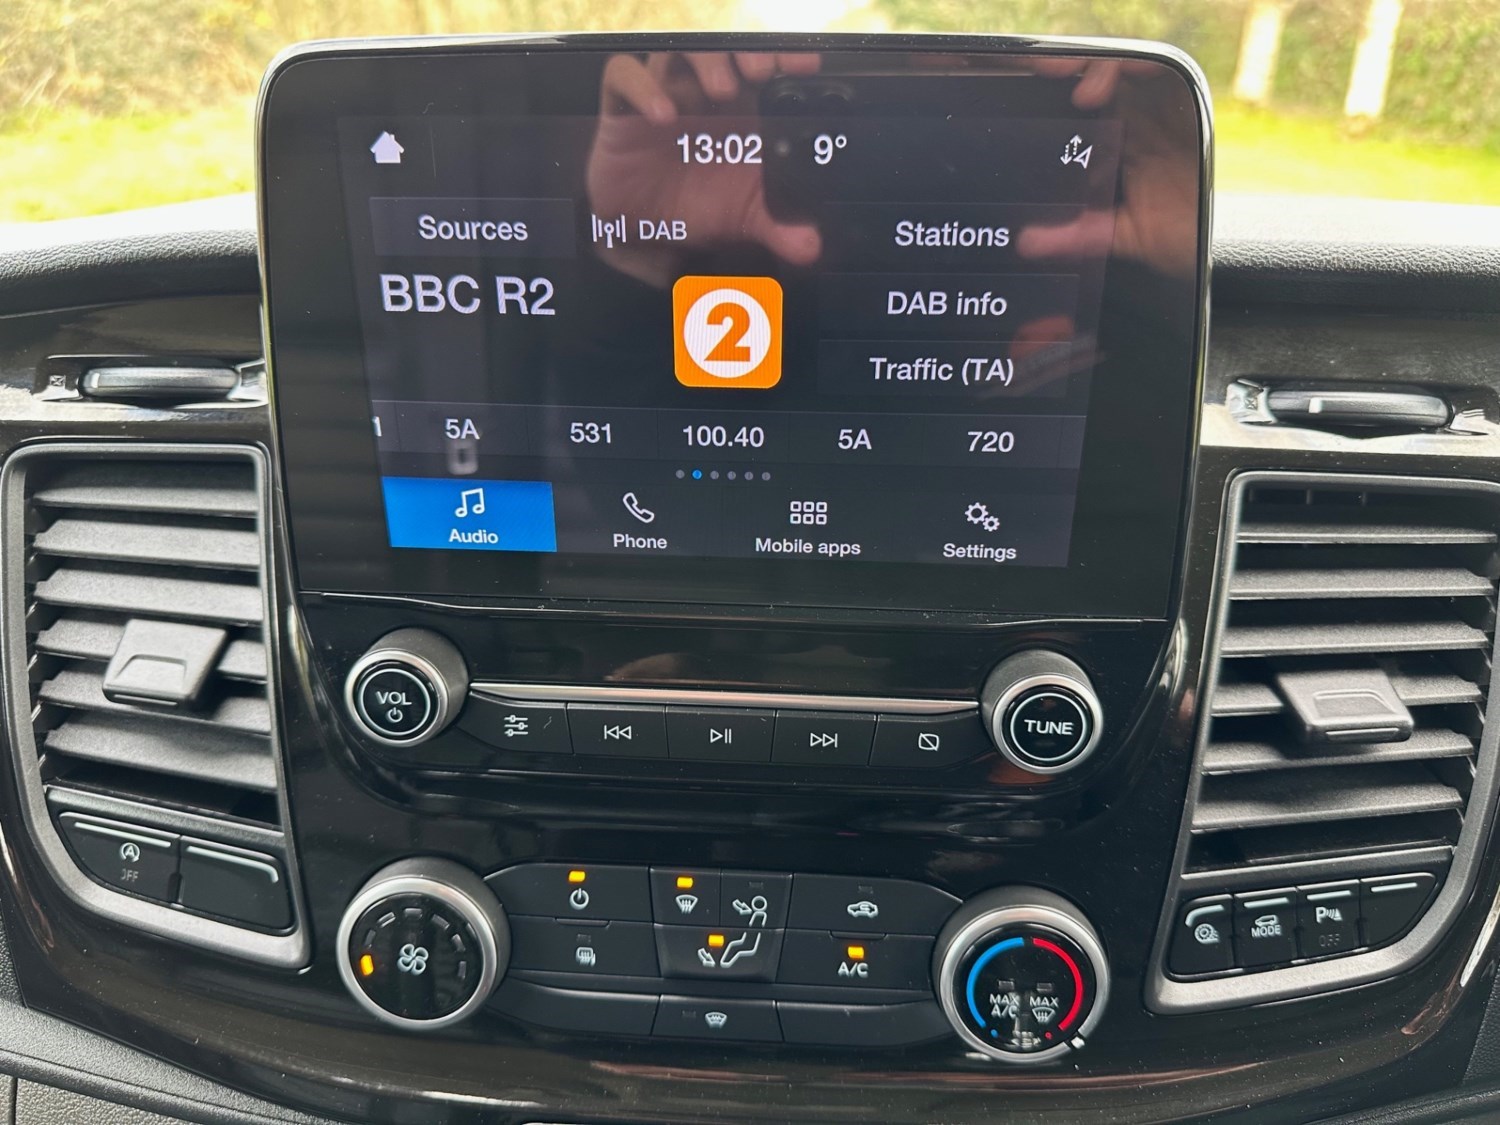 13:02 9°
Sources DAB Stations
BBC R2
2
DAB info
Traffic (TA)
1 5A 531 100.40 5A 720
Audio Phone Mobile apps Settings
VOL
TUNE
A
OFF
A/C
MAX A/C MAX
MODE
P
OFF